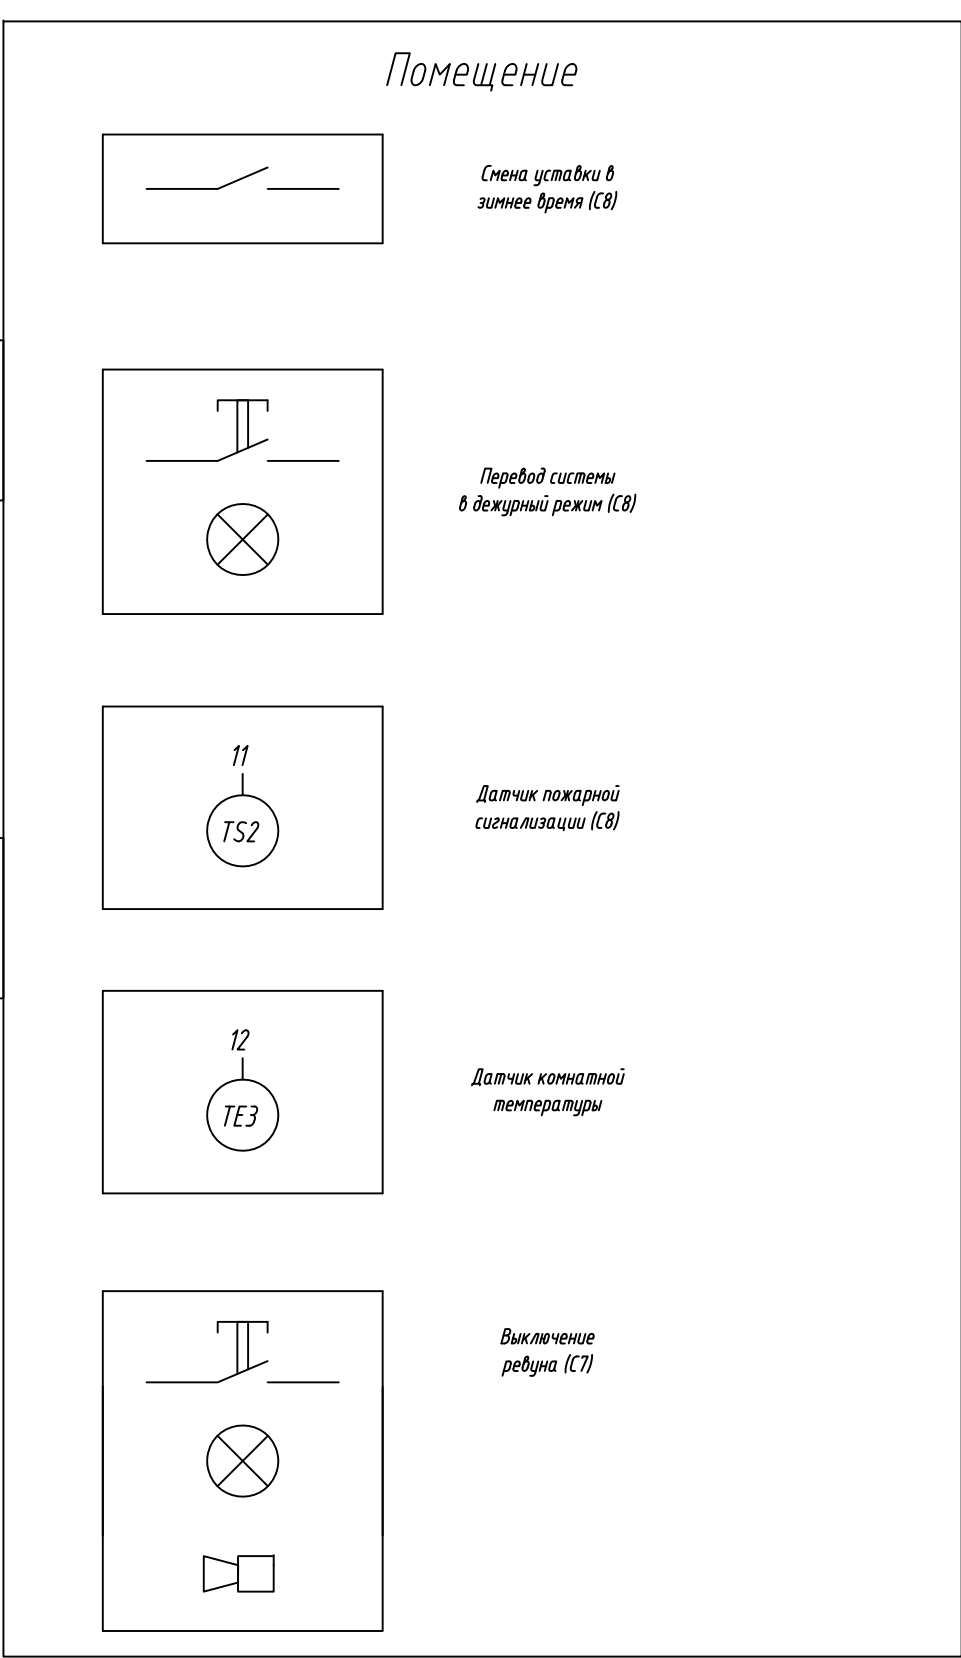 Помещение
Смена уставки в
зимнее время (С8)
Перевод системы
в дежурный режим (С8)
11
TS2
Датчик пожарной
сигнализации (С8)
12
TE3
Датчик комнатной
температуры
Выключение
ревуна (С7)